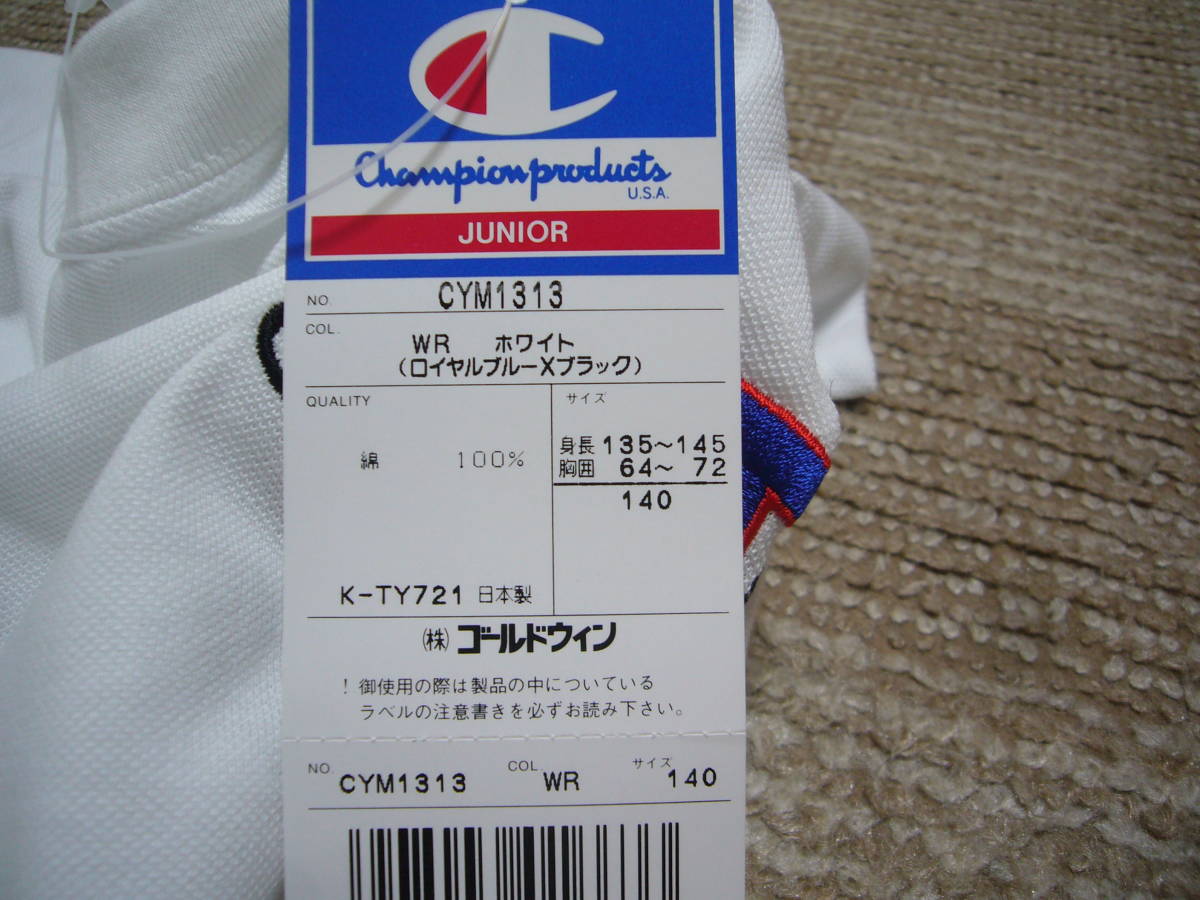 Champion products
U.S.A.
JUNIOR
NO. CYM1313
COL.
WR ホワイト
(ロイヤルブルーXブラック)
QUALITY
綿 100%
K-TY721 日本製
サイズ
身長 135～145
胸囲 64～ 72
140
(株) ゴールドウィン
! 御使用の際は製品の中についている
ラベルの注意書きを必ずお読み下さい。
NO. CYM1313 COL. WR サイズ 140